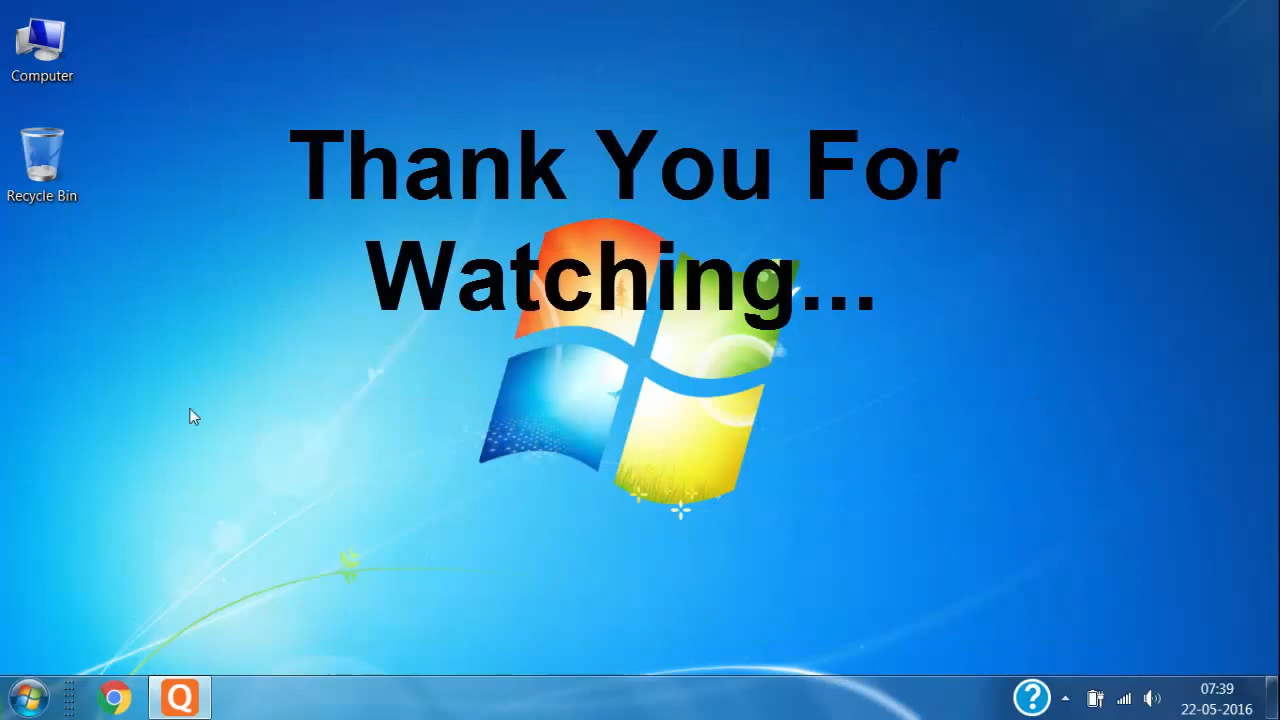 Computer
Recycle Bin
Thank You For
Watching...
Q
?
07:39
22-05-2016